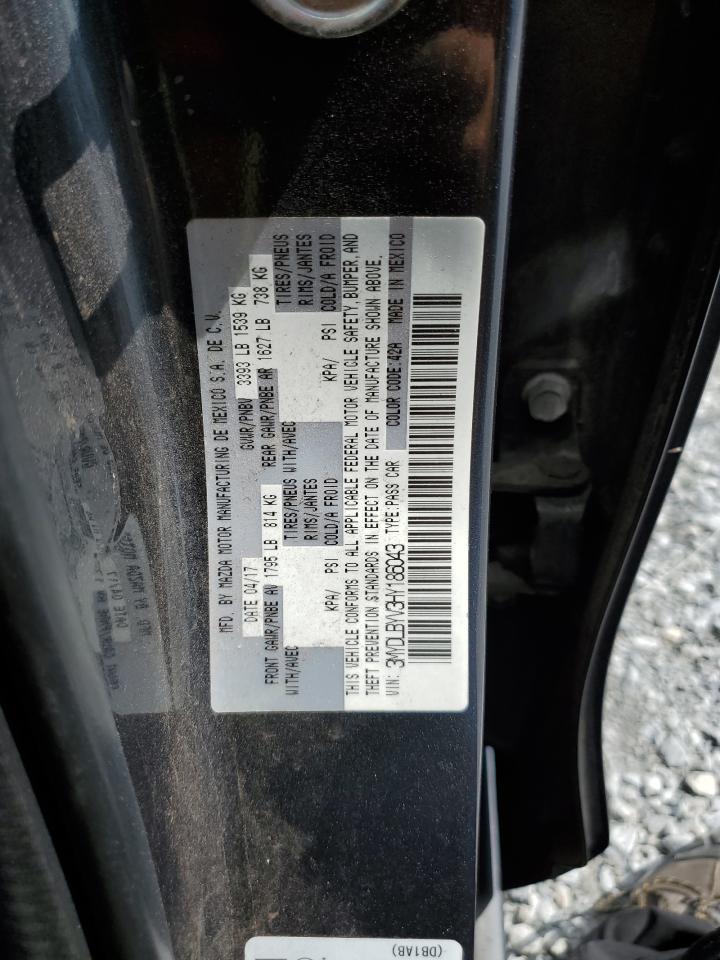 MFD. BY MAZDA MOTOR MANUFACTURING DE MEXICO S.A. DE C.V.
DATE 04/17 GVWR/PNBV 3393 LB 1539 KG
FRONT GAWR/PNBE AV 1795 LB 814 KG REAR GAWR/PNBE AR 1627 LB 738 KG
WITH/AVEC TIRES/PNEUS WITH/AVEC TIRES/PNEUS
RIMS/JANTES RIMS/JANTES
KPA/ PSI COLD/A FROID KPA/ PSI COLD/A FROID
THIS VEHICLE CONFORMS TO ALL APPLICABLE FEDERAL MOTOR VEHICLE SAFETY, BUMPER, AND
THEFT PREVENTION STANDARDS IN EFFECT ON THE DATE OF MANUFACTURE SHOWN ABOVE.
VIN: 3MYDLBYV3HY186043 TYPE:PASS CAR COLOR CODE:42A MADE IN MEXICO
(DB1AB)